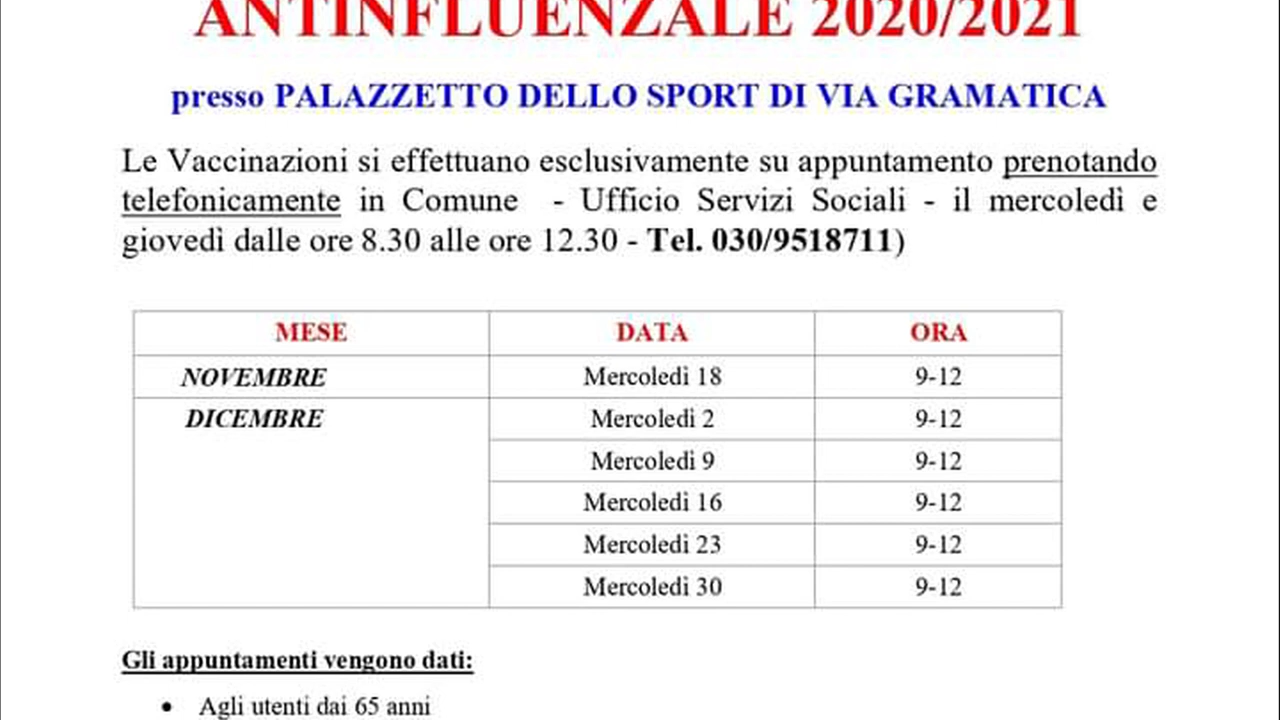 ANTINFLUENZALE 2020/2021
presso PALAZZETTO DELLO SPORT DI VIA GRAMATICA
Le Vaccinazioni si effettuano esclusivamente su appuntamento prenotando
telefonicamente in Comune - Ufficio Servizi Sociali - il mercoledì e
giovedì dalle ore 8.30 alle ore 12.30 - Tel. 030/9518711)
MESE DATA ORA
NOVEMBRE Mercoledì 18 9-12
DICEMBRE Mercoledì 2 9-12
Mercoledì 9 9-12
Mercoledì 16 9-12
Mercoledì 23 9-12
Mercoledì 30 9-12
Gli appuntamenti vengono dati:
• Agli utenti dai 65 anni